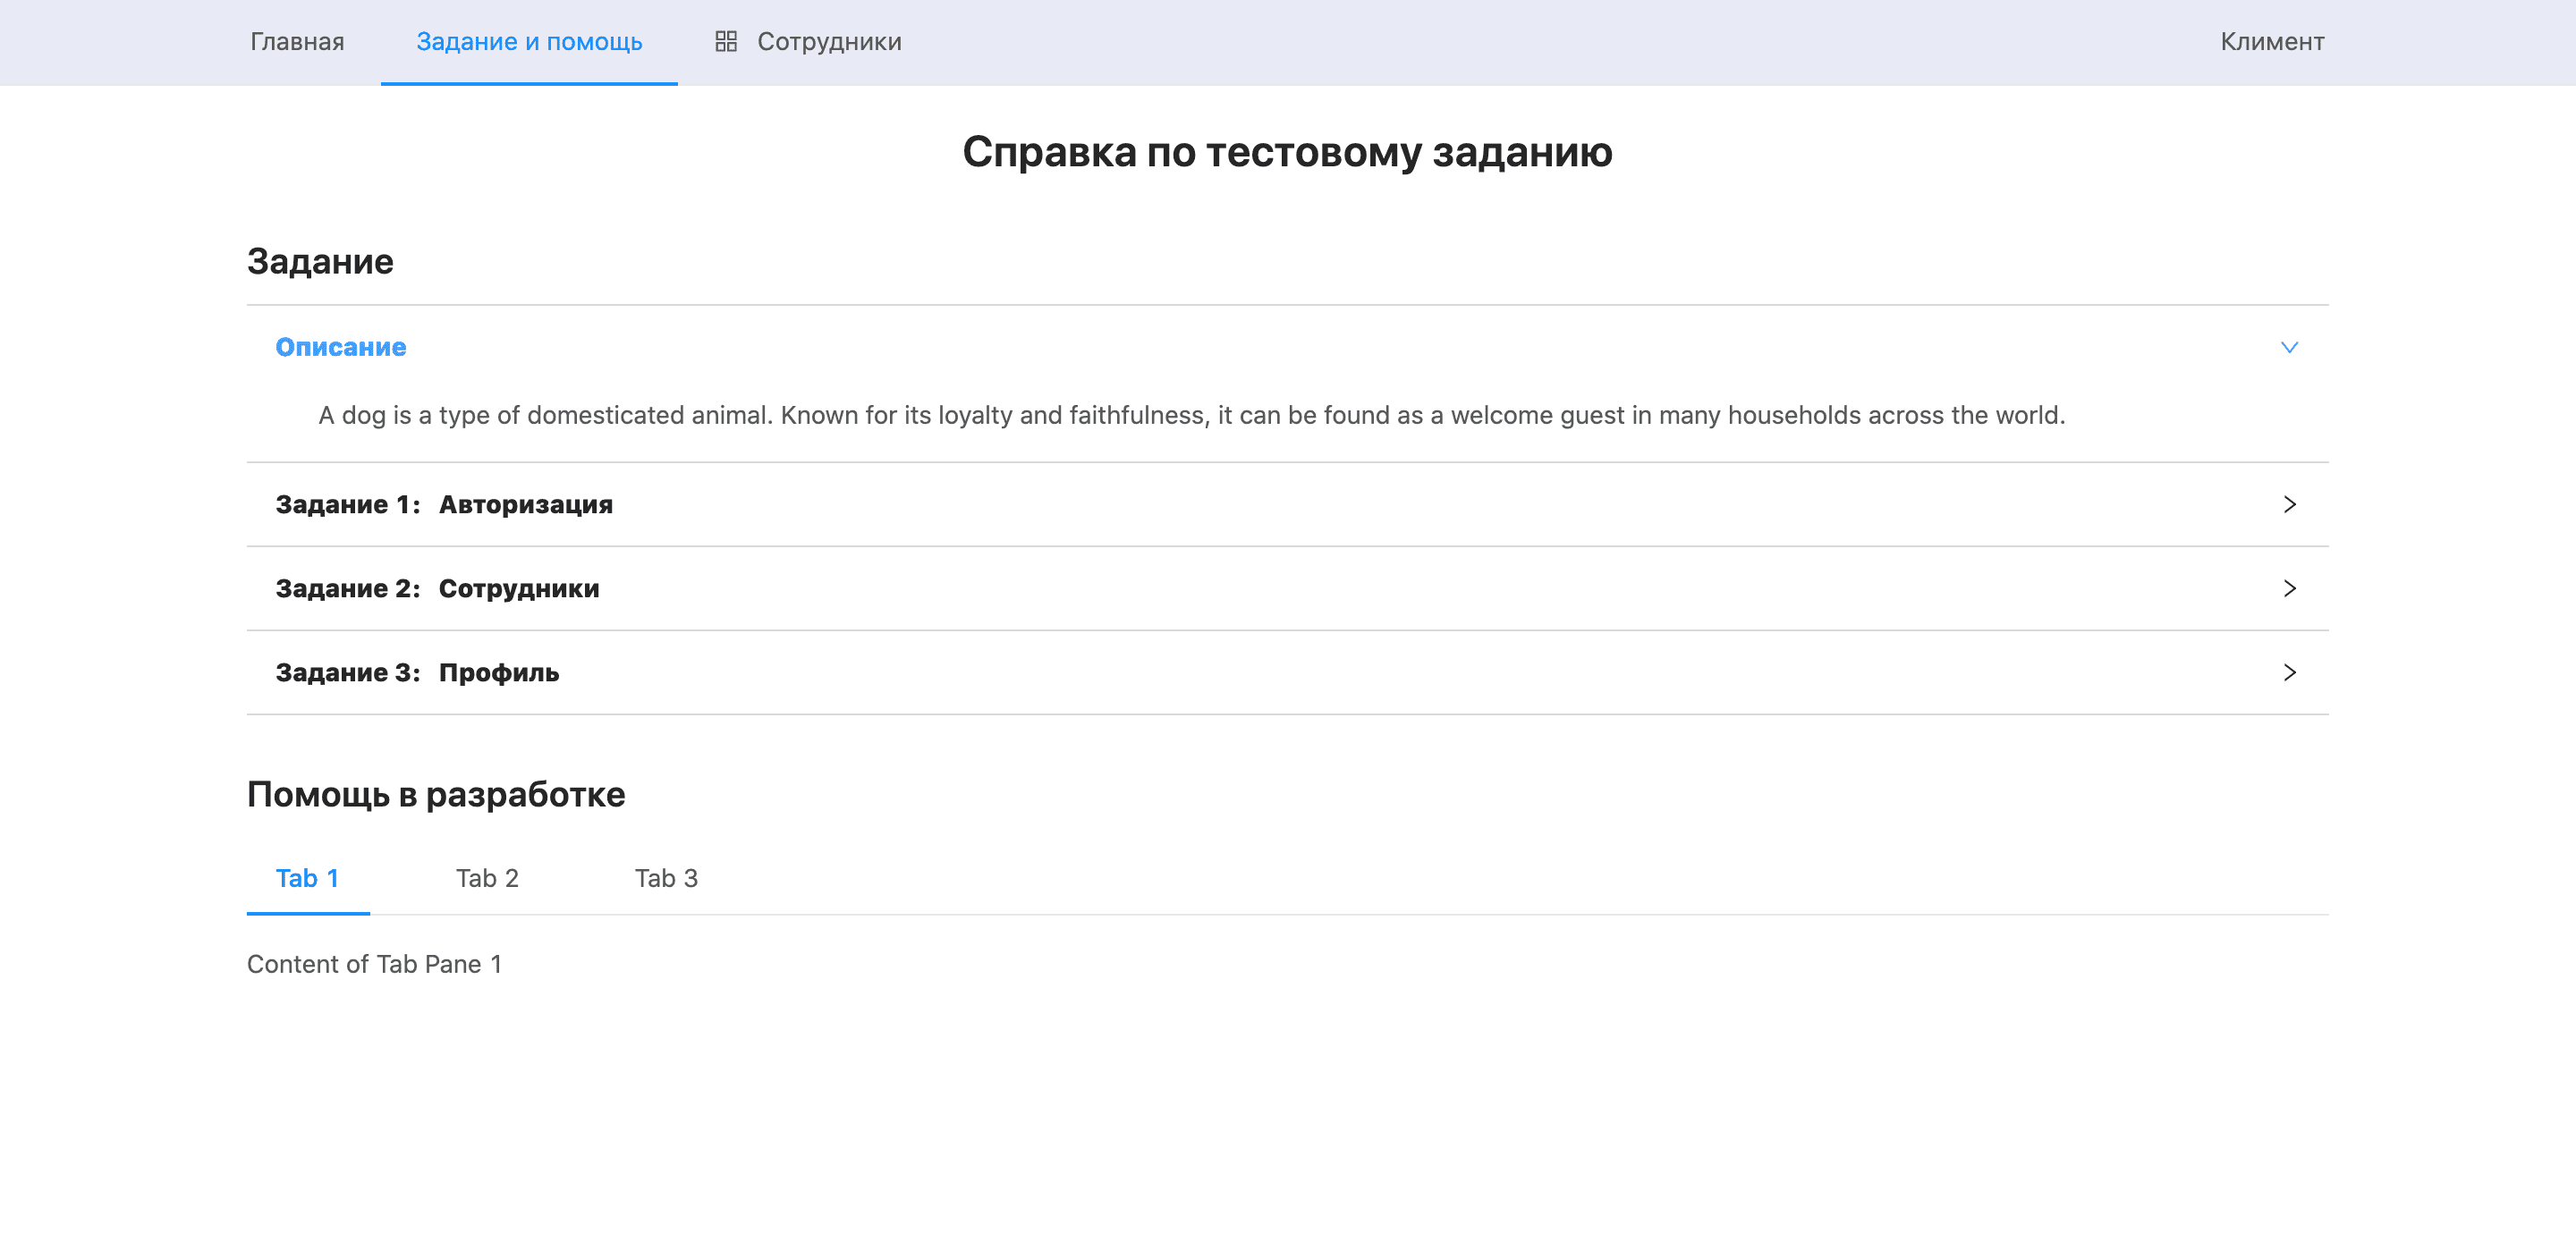 Главная Задание и помощь Сотрудники Климент
Справка по тестовому заданию
Задание
Описание
A dog is a type of domesticated animal. Known for its loyalty and faithfulness, it can be found as a welcome guest in many households across the world.
Задание 1: Авторизация
Задание 2: Сотрудники
Задание 3: Профиль
Помощь в разработке
Tab 1 Tab 2 Tab 3
Content of Tab Pane 1